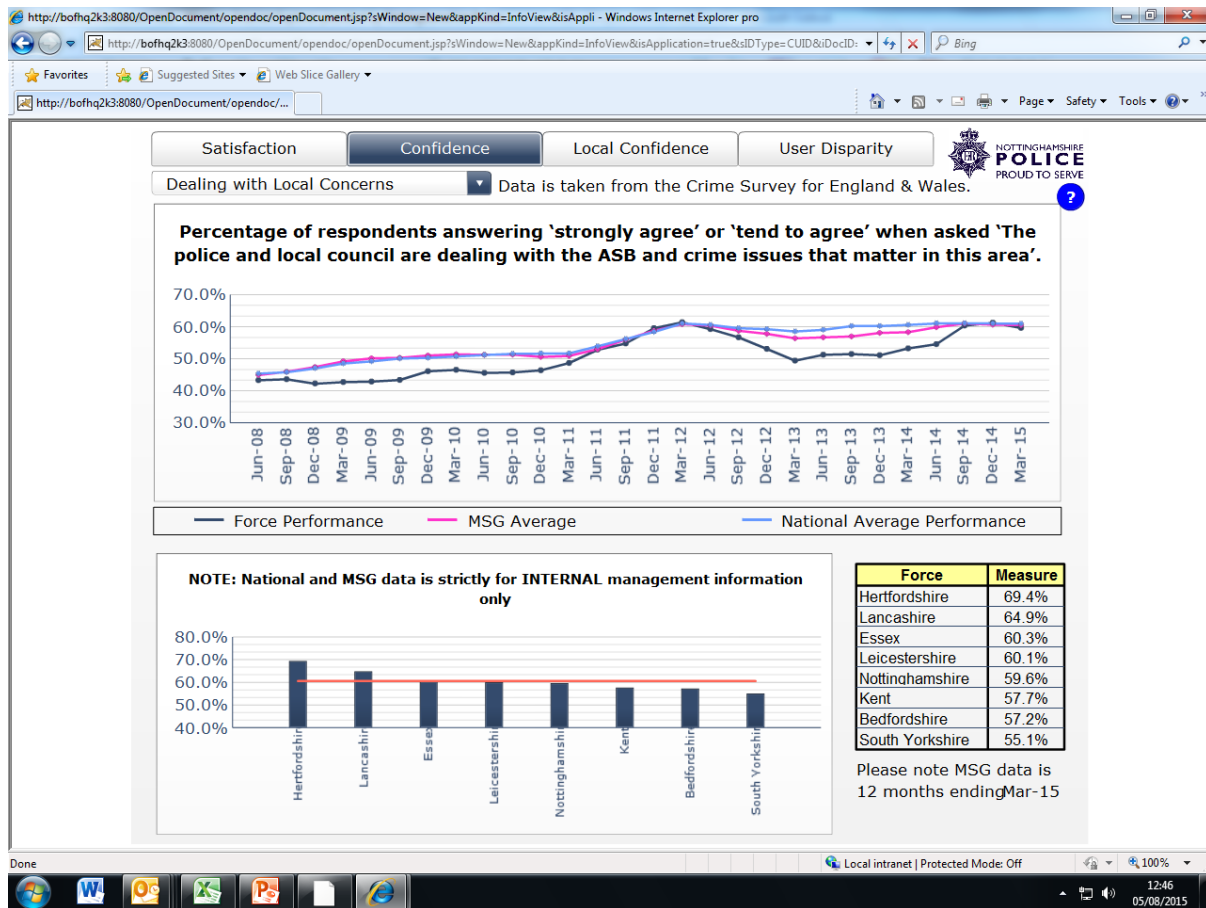 http://bofhq2k3:8080/OpenDocument/opendoc/openDocument.jsp?sWindow=New&appKind=InfoView&isAppli - Windows Internet Explorer pro
http://bofhq2k3:8080/OpenDocument/opendoc/openDocument.jsp?sWindow=New&appKind=InfoView&isApplication=true&sIDType=CUID&iDocID:
Bing
Favorites
Suggested Sites
Web Slice Gallery
http://bofhq2k3:8080/OpenDocument/opendoc/...
Page
Safety
Tools
Satisfaction
Confidence
Local Confidence
User Disparity
NOTTINGHAMSHIRE
POLICE
PROUD TO SERVE
Dealing with Local Concerns
Data is taken from the Crime Survey for England & Wales.
?
Percentage of respondents answering ‘strongly agree’ or ‘tend to agree’ when asked ‘The
police and local council are dealing with the ASB and crime issues that matter in this area’.
70.0%
60.0%
50.0%
40.0%
30.0%
Jun-08
Sep-08
Dec-08
Mar-09
Jun-09
Sep-09
Dec-09
Mar-10
Jun-10
Sep-10
Dec-10
Mar-11
Jun-11
Sep-11
Dec-11
Mar-12
Jun-12
Sep-12
Dec-12
Mar-13
Jun-13
Sep-13
Dec-13
Mar-14
Jun-14
Sep-14
Dec-14
Mar-15
Force Performance
MSG Average
National Average Performance
NOTE: National and MSG data is strictly for INTERNAL management information
only
80.0%
70.0%
60.0%
50.0%
40.0%
Hertfordshir
Lancashir
Essex
Leicestershi
Nottinghamshi
Kent
Bedfordshir
South Yorkshir
Force Measure
Hertfordshire 69.4%
Lancashire 64.9%
Essex 60.3%
Leicestershire 60.1%
Nottinghamshire 59.6%
Kent 57.7%
Bedfordshire 57.2%
South Yorkshire 55.1%
Please note MSG data is
12 months endingMar-15
Done
Local intranet | Protected Mode: Off
100%
12:46
05/08/2015